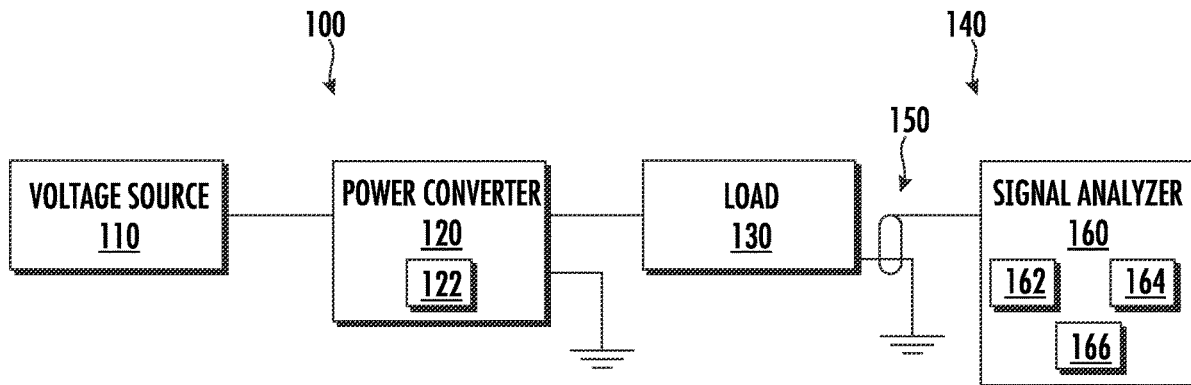 100
140
150
VOLTAGE SOURCE
110
POWER CONVERTER
120
122
LOAD
130
SIGNAL ANALYZER
160
162
164
166